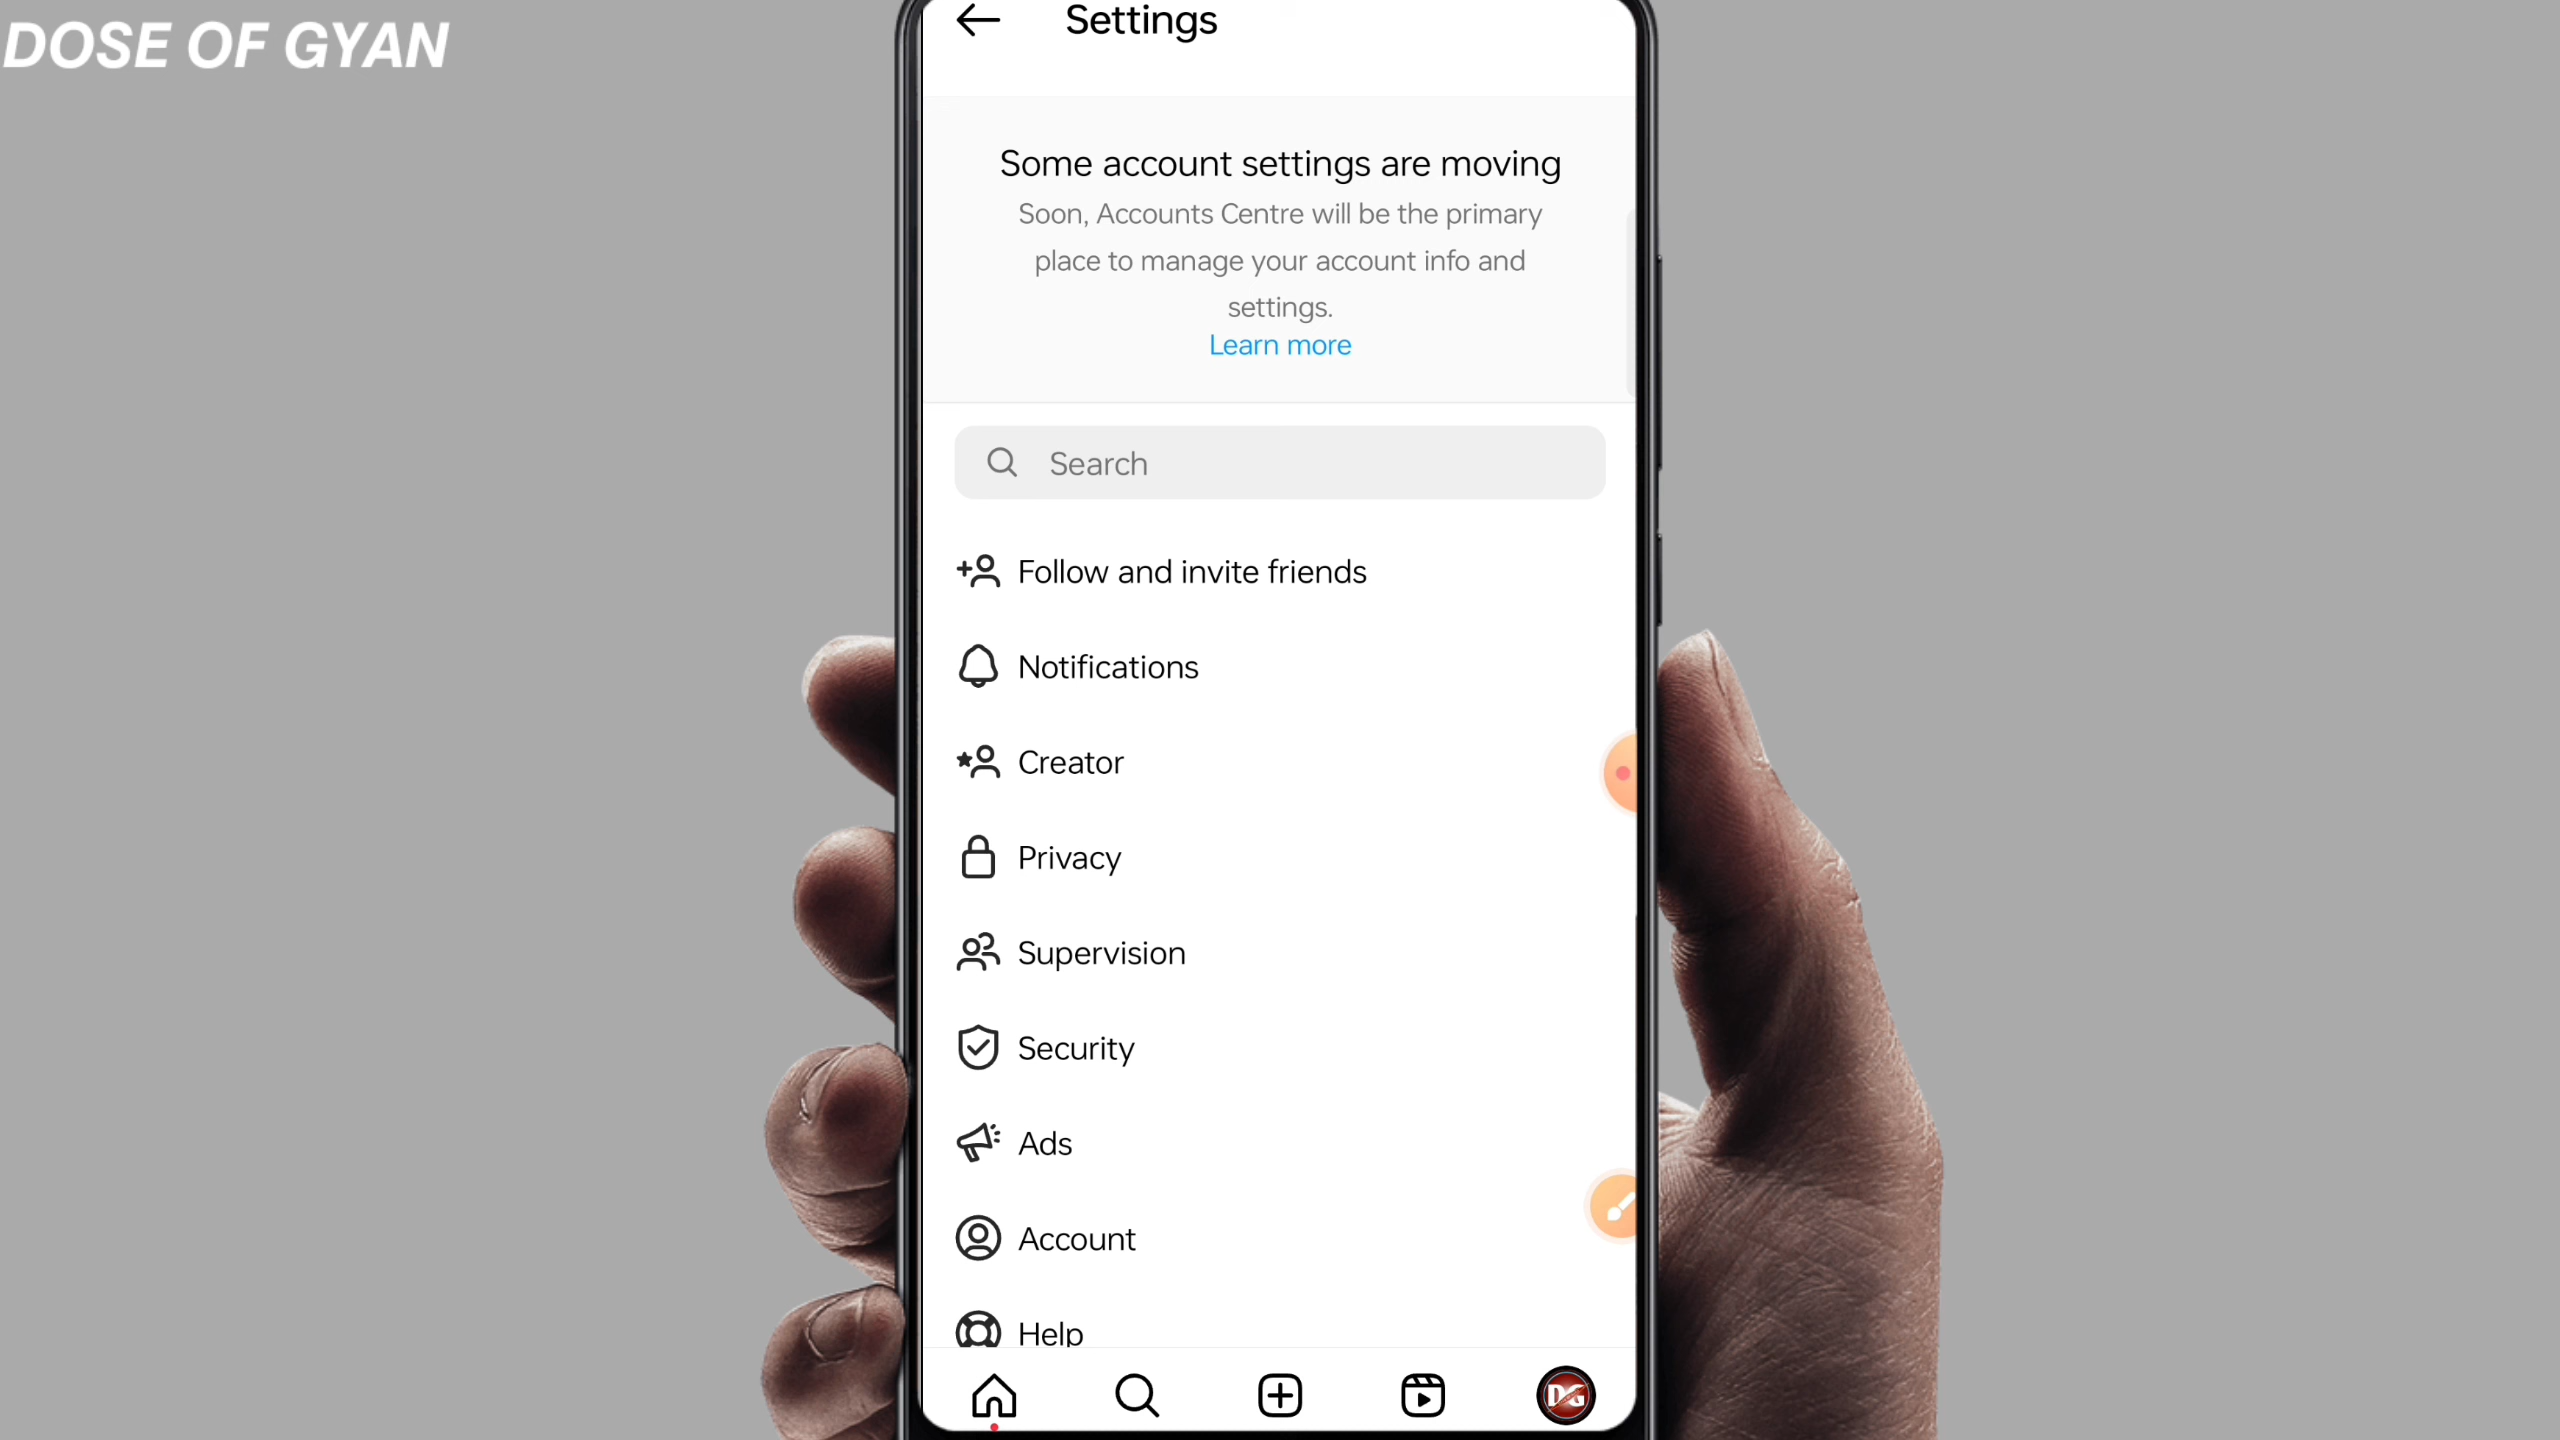 DOSE OF GYAN
Settings
Some account settings are moving
Soon, Accounts Centre will be the primary
place to manage your account info and
settings.
Learn more
Search
Follow and invite friends
Notifications
Creator
Privacy
Supervision
Security
Ads
Account
Help
DG